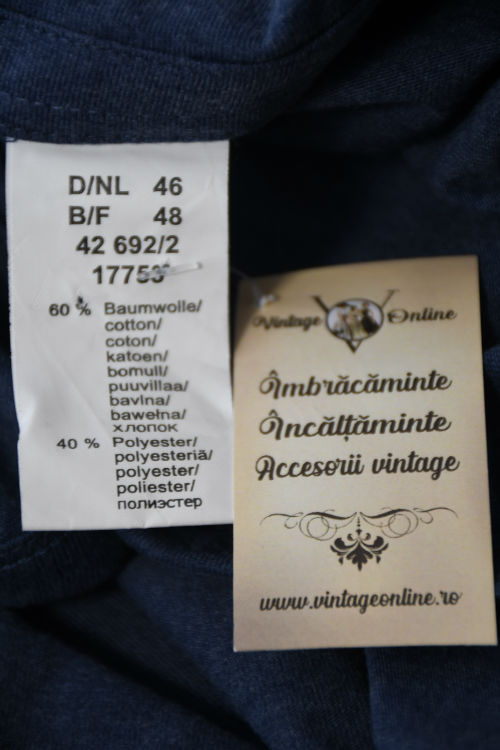 D/NL 46
B/F 48
42 692/2
17753
60 % Baumwolle/
cotton/
coton/
katoen/
bomull/
puuvillaa/
bavlna/
bawełna/
хлопок
40 % Polyester/
polyesteriä/
polyester/
poliester/
полиэстер
Vintage Online
Îmbrăcăminte
Încălțăminte
Accesorii vintage
www.vintageonline.ro